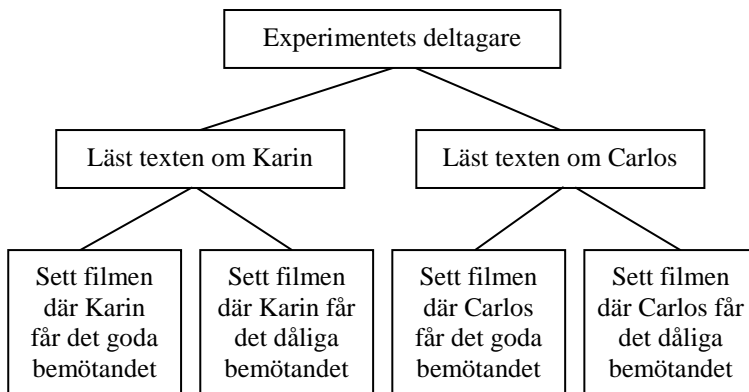 Experimentets deltagare
Läst texten om Karin
Läst texten om Carlos
Sett filmen
där Karin
får det goda
bemötandet
Sett filmen
där Karin får
det dåliga
bemötandet
Sett filmen
där Carlos
får det goda
bemötandet
Sett filmen
där Carlos får
det dåliga
bemötandet